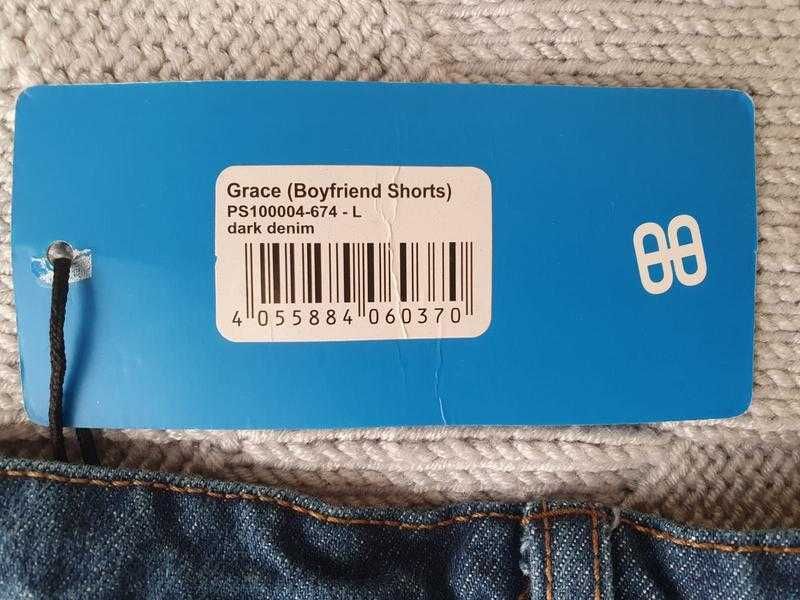 Grace (Boyfriend Shorts)
PS100004-674 - L
dark denim
4 055884 060370